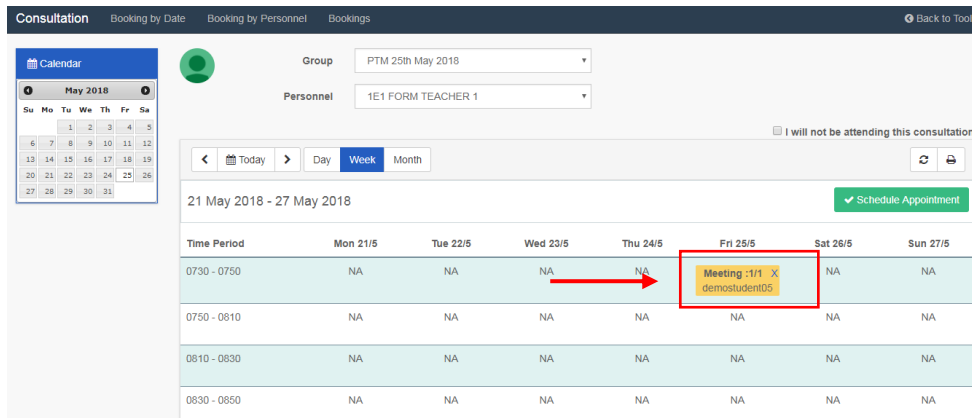 Consultation Booking by Date Booking by Personnel Bookings Back to Tool
Calendar
May 2018
Su Mo Tu We Th Fr Sa
1 2 3 4 5
6 7 8 9 10 11 12
13 14 15 16 17 18 19
20 21 22 23 24 25 26
27 28 29 30 31
Group PTM 25th May 2018
Personnel 1E1 FORM TEACHER 1
I will not be attending this consultation
Today Day Week Month
21 May 2018 - 27 May 2018 Schedule Appointment
Time Period Mon 21/5 Tue 22/5 Wed 23/5 Thu 24/5 Fri 25/5 Sat 26/5 Sun 27/5
0730 - 0750 NA NA NA NA Meeting :1/1 X NA NA
demostudent05
0750 - 0810 NA NA NA NA NA NA NA
0810 - 0830 NA NA NA NA NA NA NA
0830 - 0850 NA NA NA NA NA NA NA